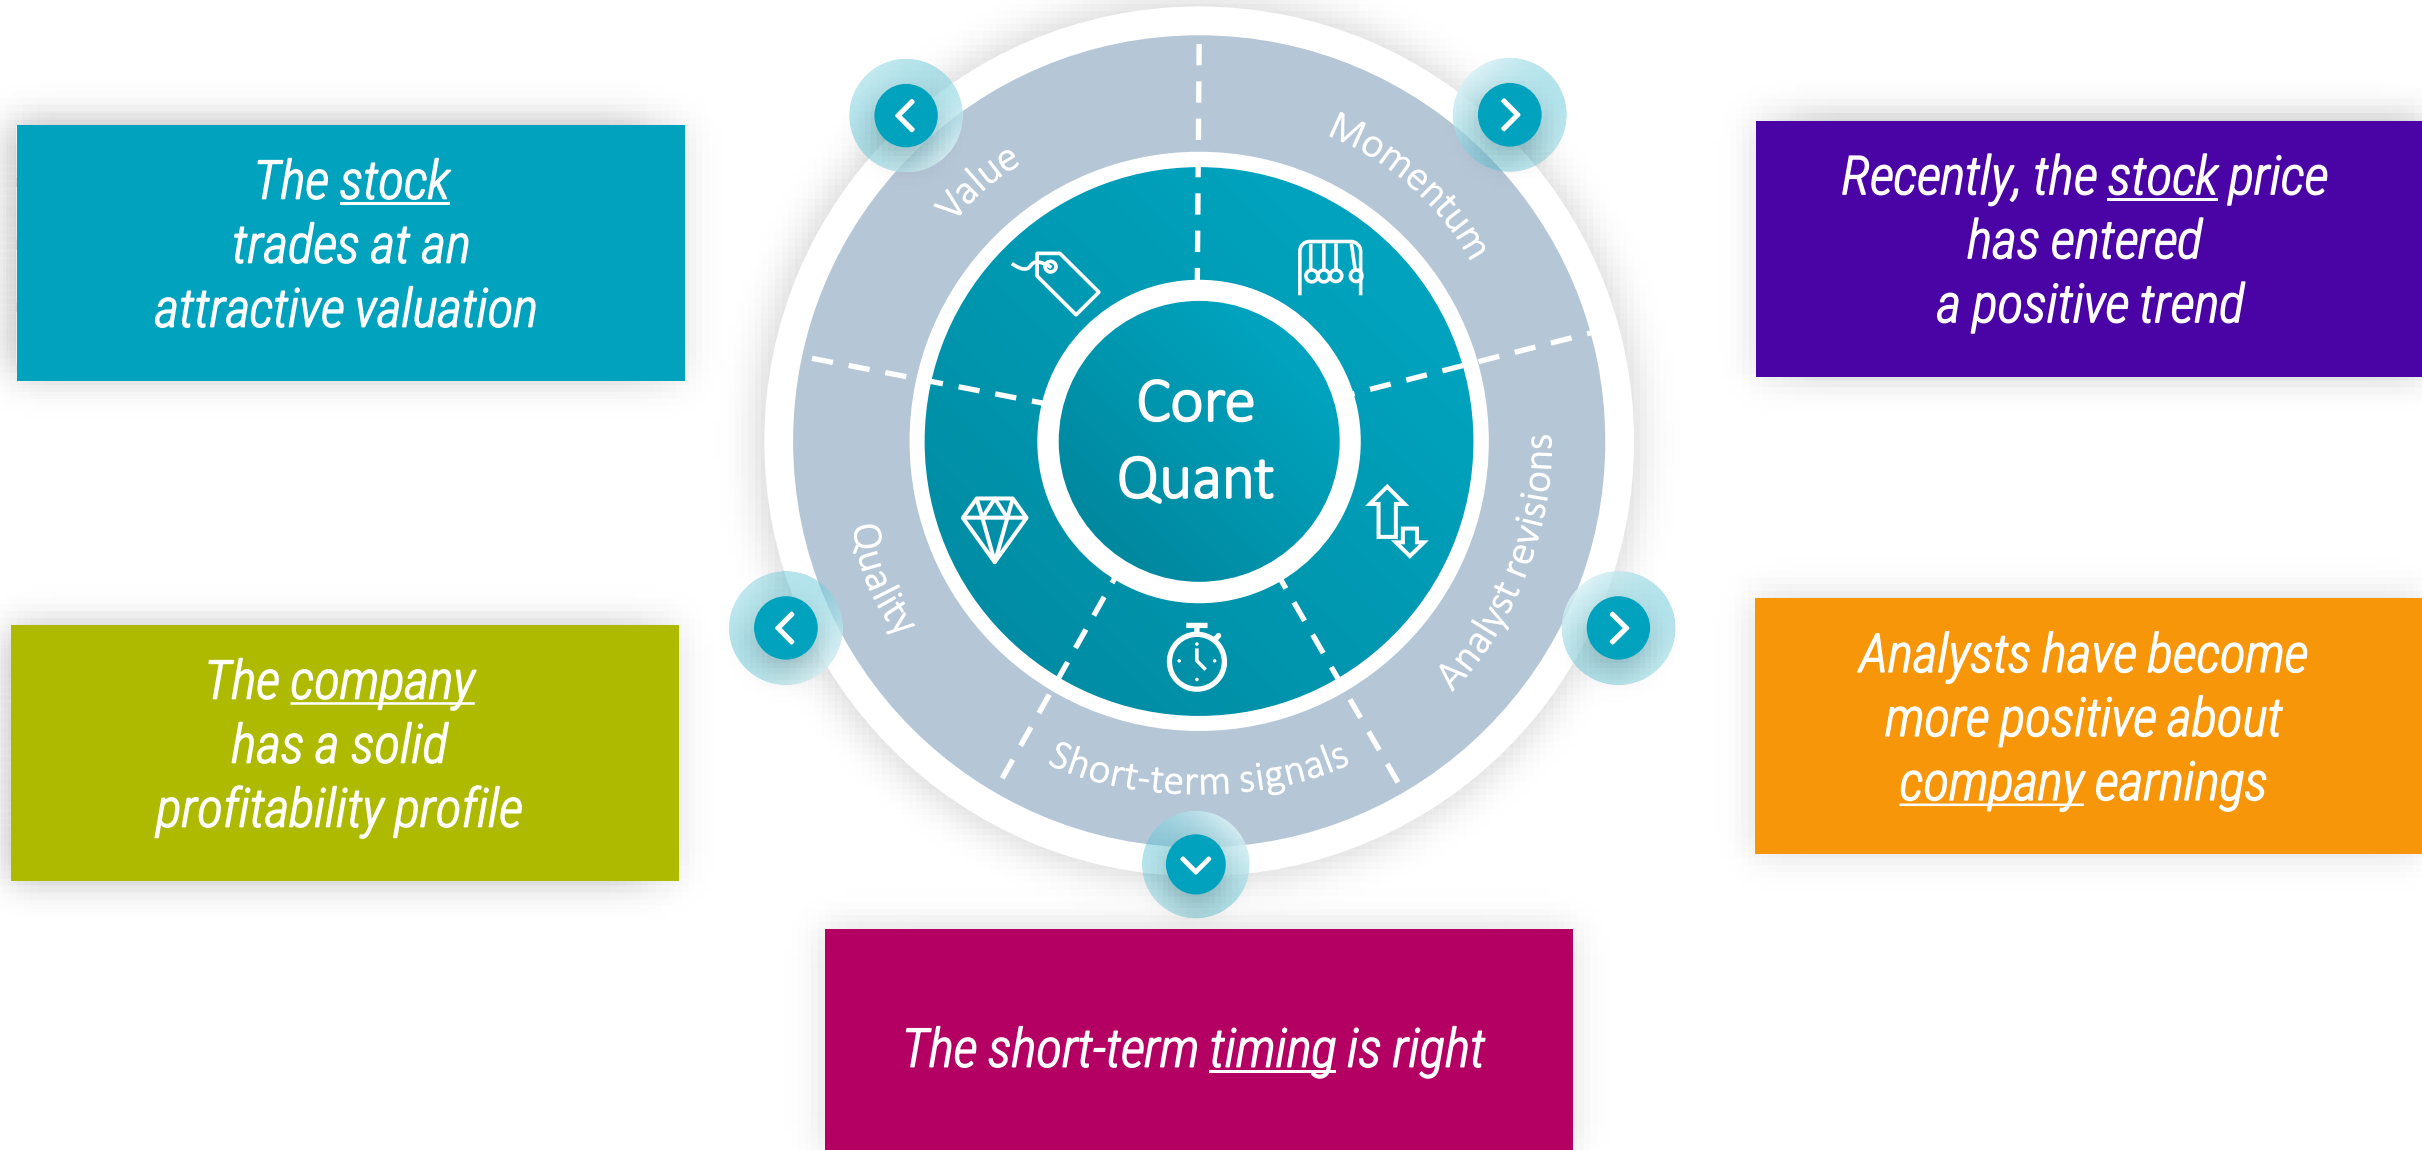 Value
Momentum
The stock
trades at an
attractive valuation
Recently, the stock price
has entered
a positive trend
Core
Quant
Quality
Analyst revisions
The company
has a solid
profitability profile
Analysts have become
more positive about
company earnings
Short-term signals
The short-term timing is right